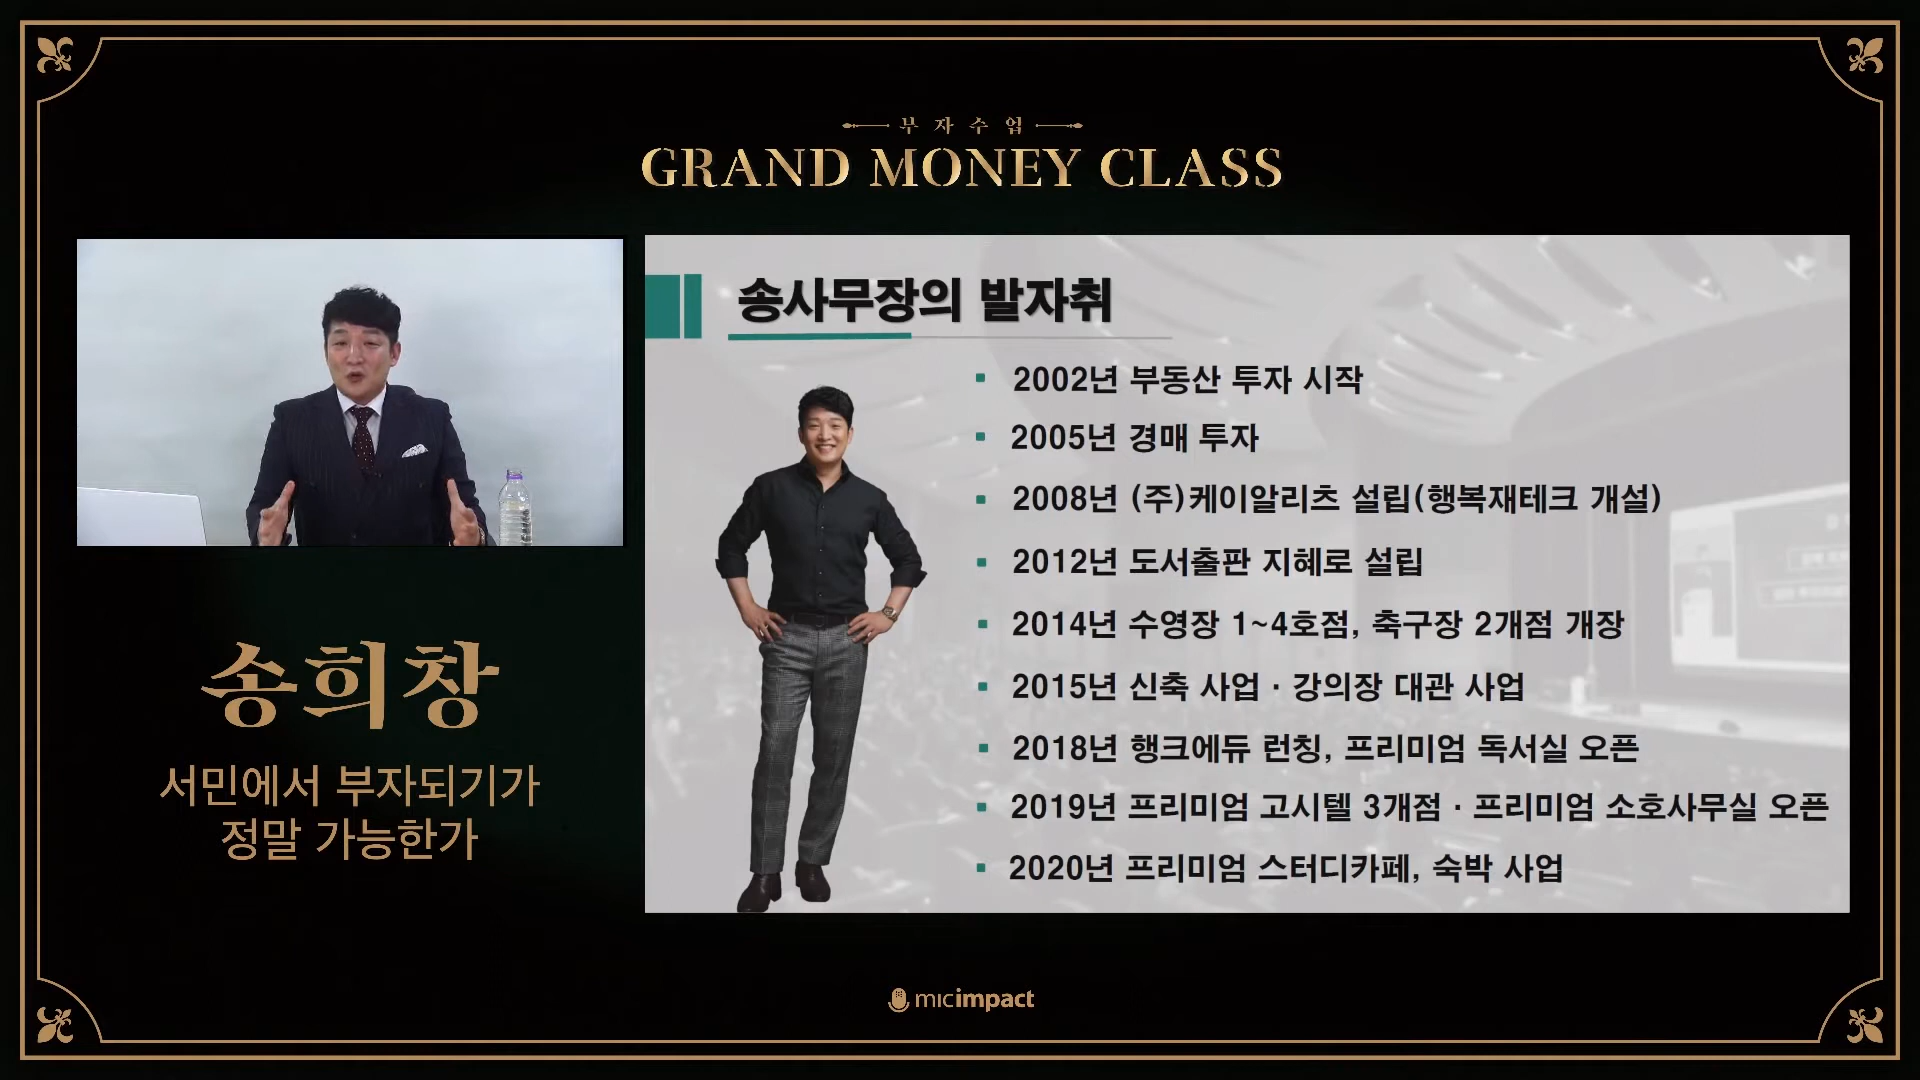 부자수업
GRAND MONEY CLASS
송사무장의 발자취
2002년 부동산 투자 시작
2005년 경매 투자
2008년 (주)케이알리츠 설립(행복재테크 개설)
2012년 도서출판 지혜로 설립
2014년 수영장 1~4호점, 축구장 2개점 개장
2015년 신축 사업 · 강의장 대관 사업
2018년 행크에듀 런칭, 프리미엄 독서실 오픈
2019년 프리미엄 고시텔 3개점 · 프리미엄 소호사무실 오픈
2020년 프리미엄 스터디카페, 숙박 사업
송희창
서민에서 부자되기가
정말 가능한가
micimpact